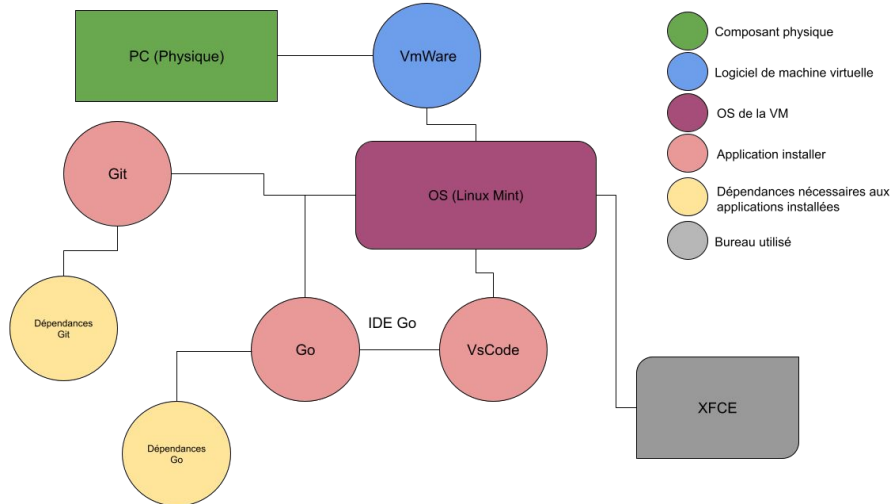 PC (Physique)
VmWare
Composant physique
Logiciel de machine virtuelle
OS de la VM
Application installer
Dépendances nécessaires aux
applications installées
Bureau utilisé
Git
OS (Linux Mint)
Dépendances
Git
IDE Go
Go
VsCode
XFCE
Dépendances
Go